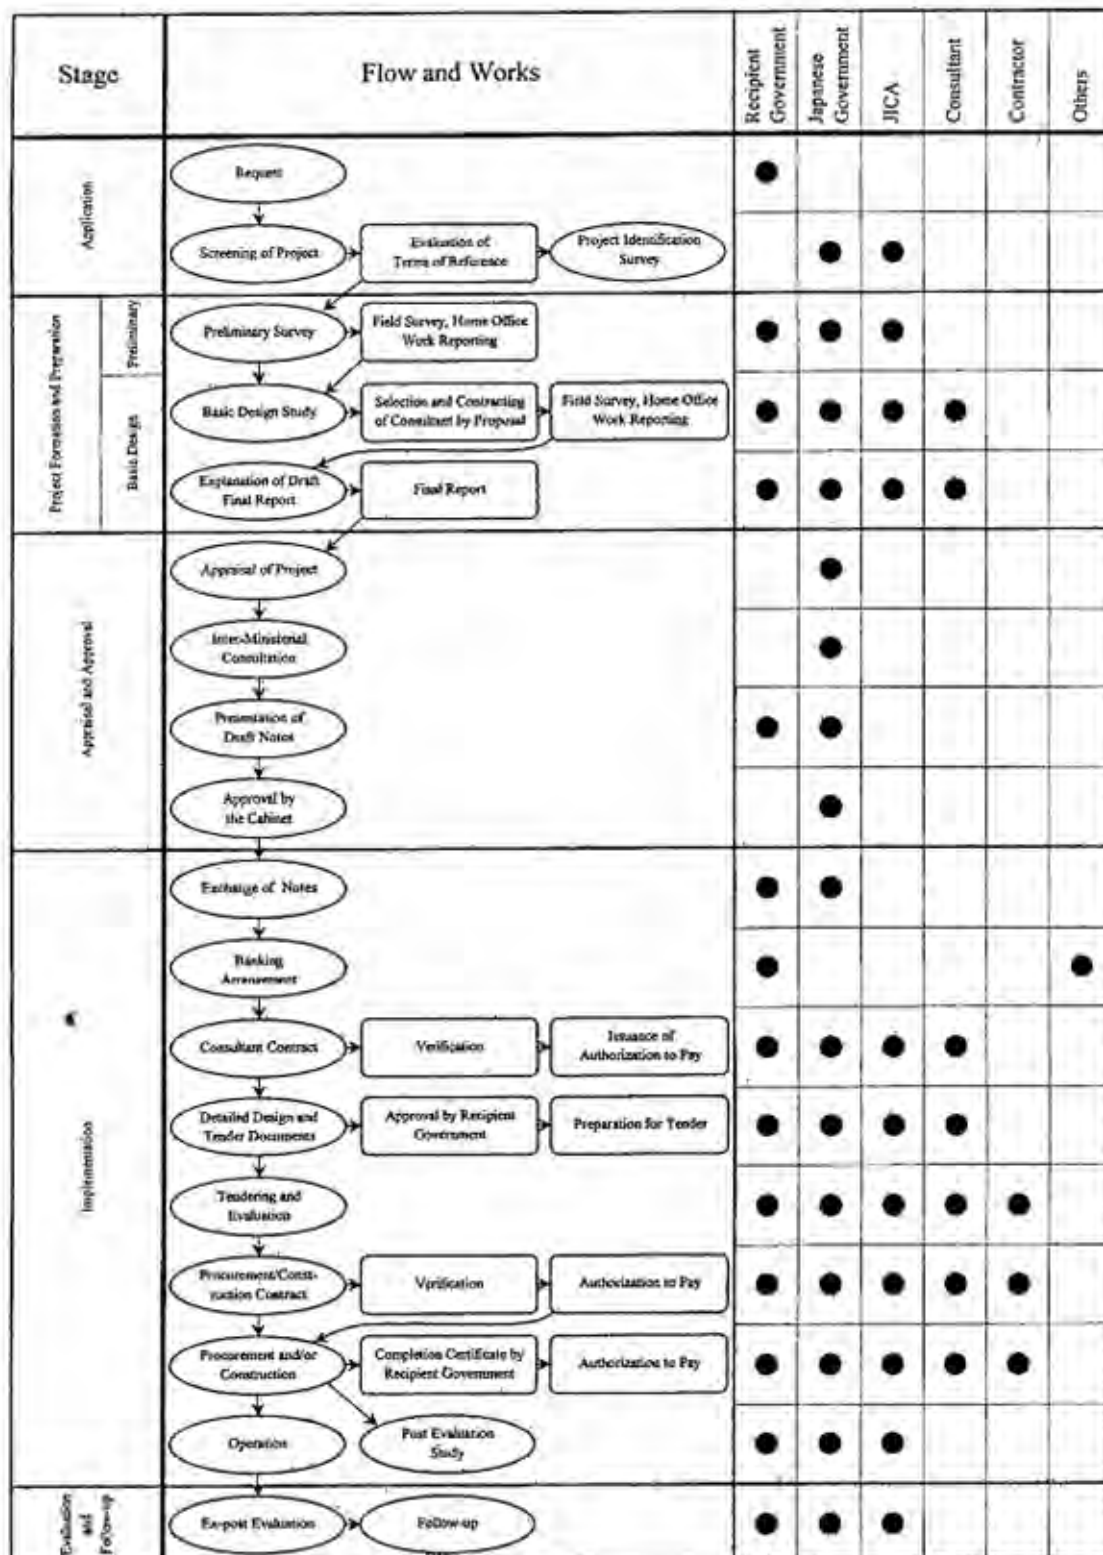 Stage
Flow and Works
Recipient
Government
Japanese
Government
JICA
Consultant
Contractor
Others
Application
Request
Screening of Project
Evaluation of
Terms of Reference
Project Identification
Survey
Project Formation and Preparation
Preliminary
Preliminary Survey
Field Survey, Home Office
Work Reporting
Basic Design
Basic Design Study
Selection and Contracting
of Consultant by Proposal
Field Survey, Home Office
Work Reporting
Explanation of Draft
Final Report
Final Report
Appraisal and Approval
Appraisal of Project
Inter-Ministerial
Consultation
Presentation of
Draft Notes
Approval by
the Cabinet
Implementation
Exchange of Notes
Banking
Arrangement
Consultant Contract
Verification
Issuance of
Authorization to Pay
Detailed Design and
Tender Documents
Approval by Recipient
Government
Preparation for Tender
Tendering and
Evaluation
Procurement/Const-
ruction Contract
Verification
Authorization to Pay
Procurement and/or
Construction
Completion Certificate by
Recipient Government
Authorization to Pay
Operation
Post Evaluation
Study
Evaluation
and
Follow-up
Ex-post Evaluation
Follow-up